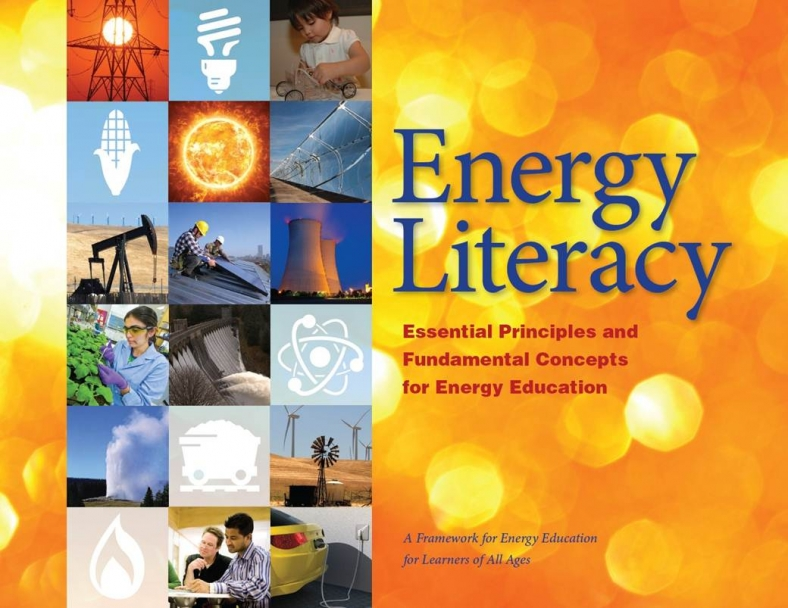 Energy
Literacy
Essential Principles and
Fundamental Concepts
for Energy Education
A Framework for Energy Education
for Learners of All Ages